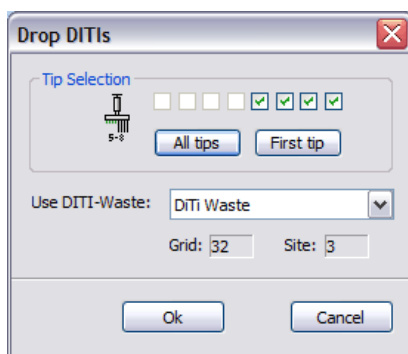 Drop DITIs
Tip Selection
5-8
All tips
First tip
Use DITI-Waste:
DiTi Waste
Grid: 32
Site: 3
Ok
Cancel